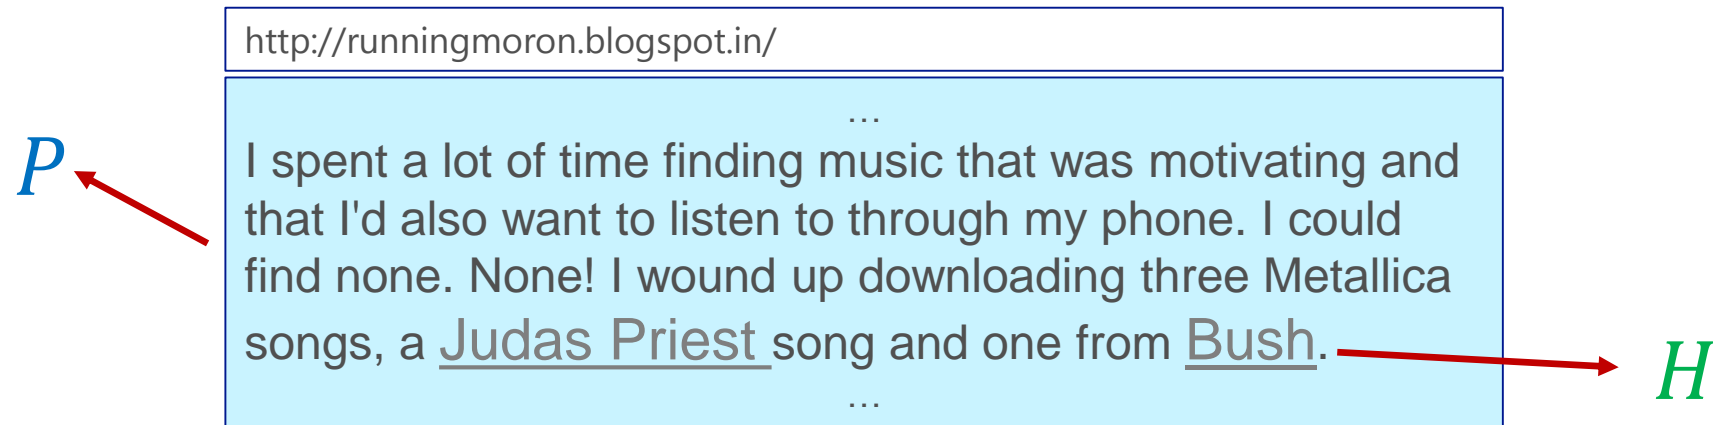 http://runningmoron.blogspot.in/
...
P
I spent a lot of time finding music that was motivating and
that I'd also want to listen to through my phone. I could
find none. None! I wound up downloading three Metallica
songs, a Judas Priest song and one from Bush.
H
...